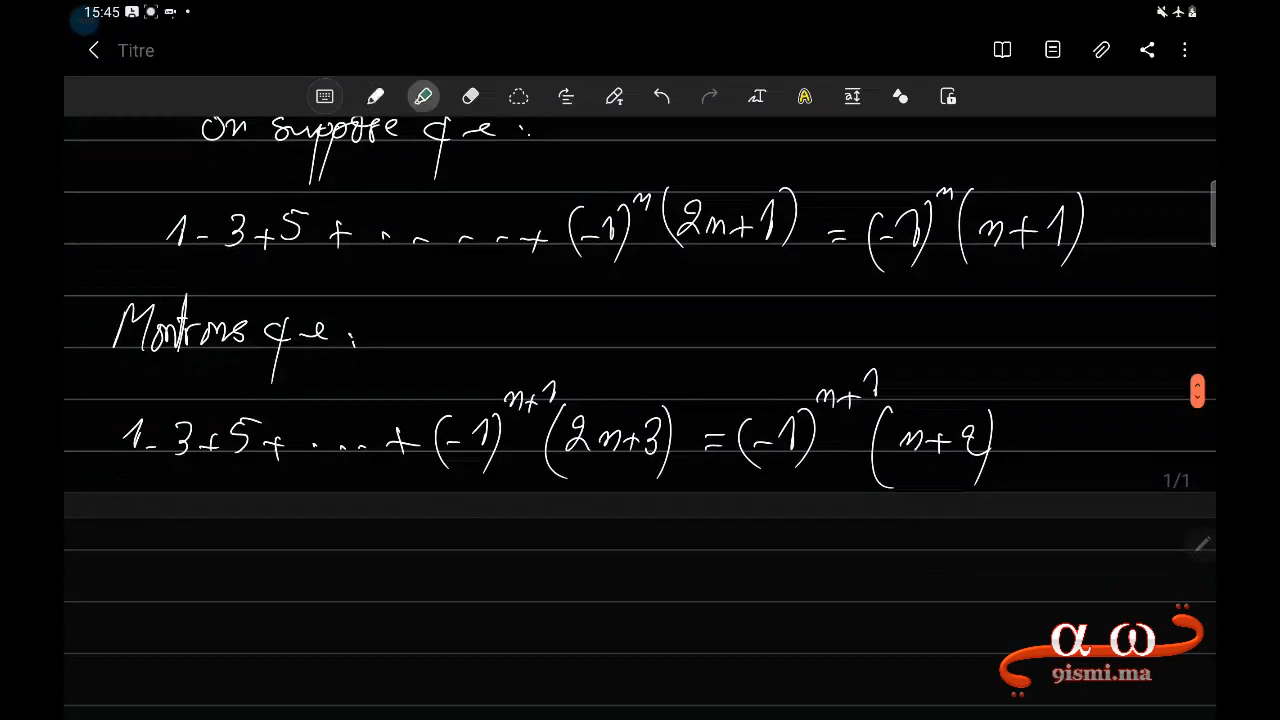 15:45
Titre
On suppose que :
1 - 3 + 5 + ...... + (-1)^n (2n+1) = (-1)^n (n+1)
Montrons que :
1 - 3 + 5 + .... + (-1)^{n+1} (2n+3) = (-1)^{n+1} (n+2)
1/1
α ω
9ismi.ma